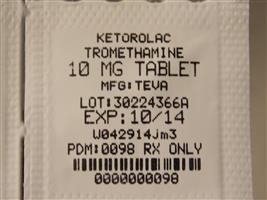 KETOROLAC
TROMETHAMINE
10 MG TABLET
MFG:TEVA
LOT:30224366A
EXP:10/14
W042914jm3
PDM:0098 RX ONLY
0000000098